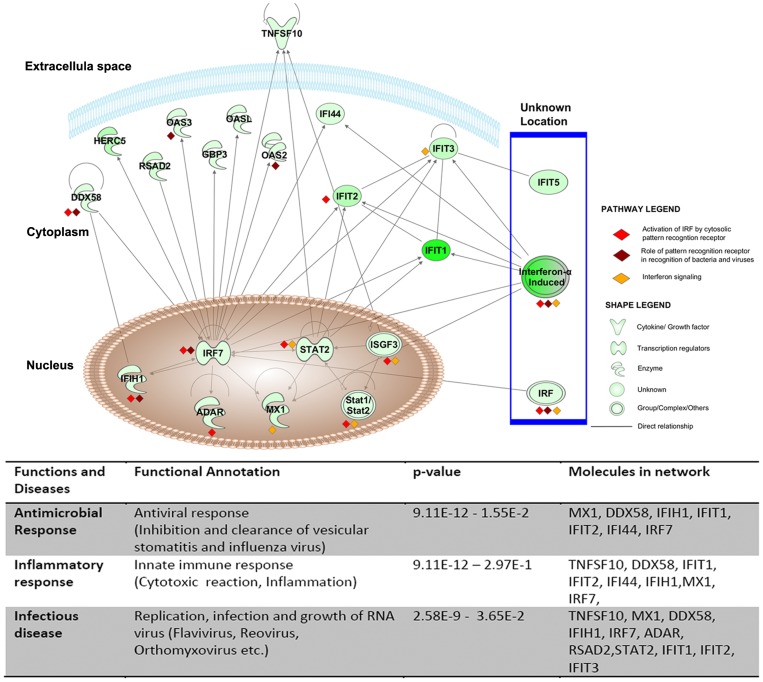 TNFSF10
Extracellula space
Unknown
Location
HERC5
OAS3
OASL
IFI44
RSAD2
GBP3
OAS2
IFIT3
DDX58
IFIT2
IFIT5
Cytoplasm
IFIT1
Interferon-α
Induced
Nucleus
IRF7
STAT2
ISGF3
IFIH1
ADAR
MX1
Stat1/
Stat2
IRF
PATHWAY LEGEND
Activation of IRF by cytosolic
pattern recognition receptor
Role of pattern recognition receptor
in recognition of bacteria and viruses
Interferon signaling
SHAPE LEGEND
Cytokine/ Growth factor
Transcription regulators
Enzyme
Unknown
Group/Complex/Others
Direct relationship
Functions and Diseases | Functional Annotation | p-value | Molecules in network
Antimicrobial Response | Antiviral response (Inhibition and clearance of vesicular stomatitis and influenza virus) | 9.11E-12 - 1.55E-2 | MX1, DDX58, IFIH1, IFIT1, IFIT2, IFI44, IRF7
Inflammatory response | Innate immune response (Cytotoxic reaction, Inflammation) | 9.11E-12 – 2.97E-1 | TNFSF10, DDX58, IFIT1, IFIT2, IFI44, IFIH1,MX1, IRF7,
Infectious disease | Replication, infection and growth of RNA virus (Flavivirus, Reovirus, Orthomyxovirus etc.) | 2.58E-9 - 3.65E-2 | TNFSF10, MX1, DDX58, IFIH1, IRF7, ADAR, RSAD2,STAT2, IFIT1, IFIT2, IFIT3